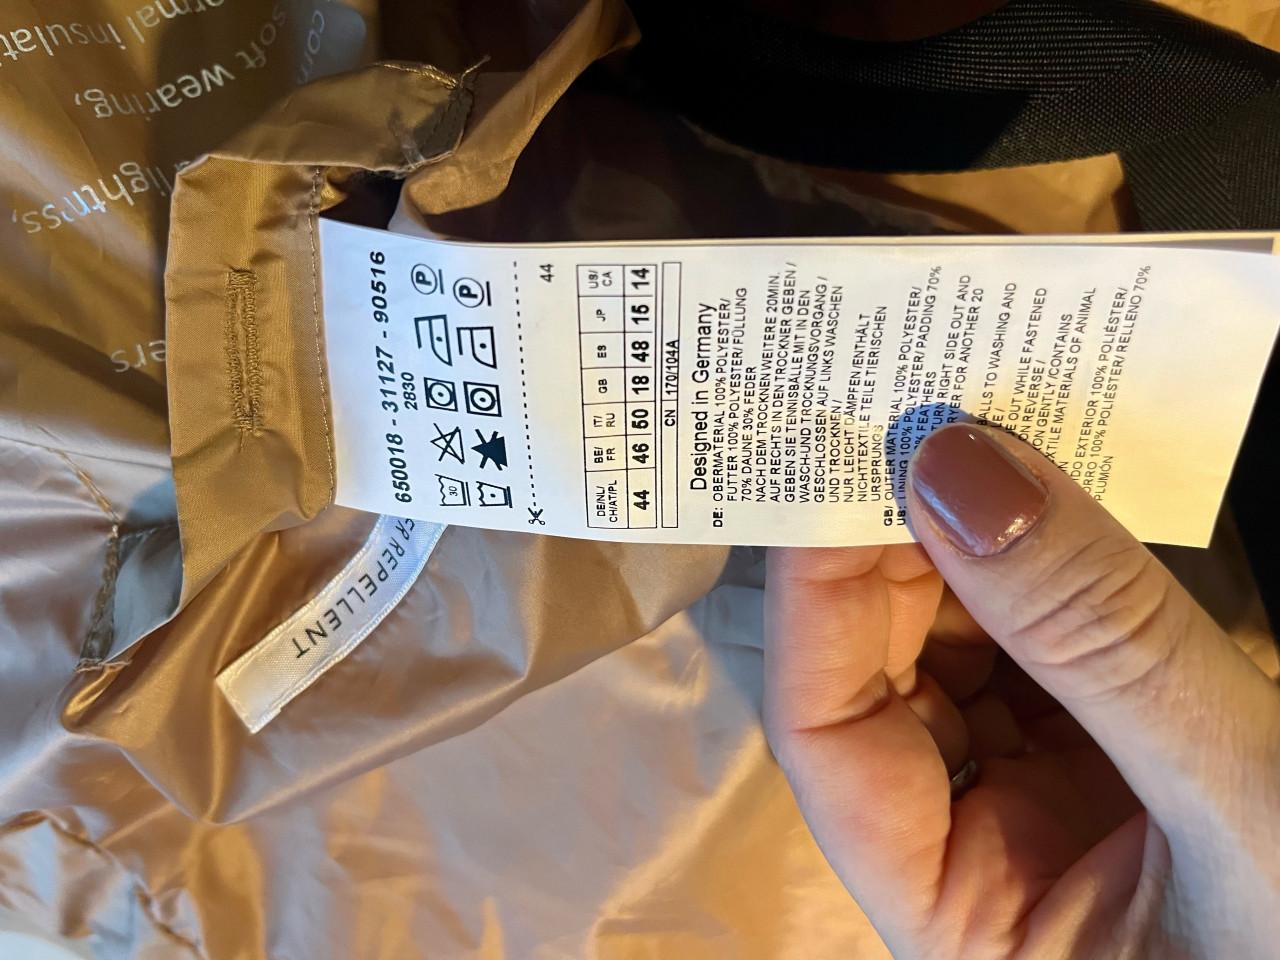 650018 - 31127 - 90516
2830
30
P
P
44
DE/NL/ CH/AT/PL
BE/ FR
IT/ RU
GB
ES
JP
US/ CA
44
46
50
18
48
15
14
CN 170/104A
Designed in Germany
DE: OBERMATERIAL 100% POLYESTER/
FUTTER 100% POLYESTER/ FÜLLUNG
70% DAUNE 30% FEDER
NACH DEM TROCKNEN WEITERE 20MIN.
AUF RECHTS IN DEN TROCKNER GEBEN /
GEBEN SIE TENNISBÄLLE MIT IN DEN
WASCH-UND TROCKNUNGSVORGANG /
GESCHLOSSEN AUF LINKS WASCHEN
UND TROCKNEN/
NUR LEICHT DÄMPFEN /ENTHÄLT
NICHTTEXTILE TEILE TIERISCHEN
URSPRUNGS
GB/ OUTER MATERIAL 100% POLYESTER/
US: LINING 100% POLYESTER/ PADDING 70%
FEATHERS
TURN RIGHT SIDE OUT AND
FOR ANOTHER 20
BALLS TO WASHING AND
OUT WHILE FASTENED
ON REVERSE /
GENTLY /CONTAINS
MATERIALS OF ANIMAL
EXTERIOR 100% POLIÉSTER/
100% POLIÉSTER/ RELLENO 70%
PLUMÓN
REPELLENT
soft wearing,
lightness,